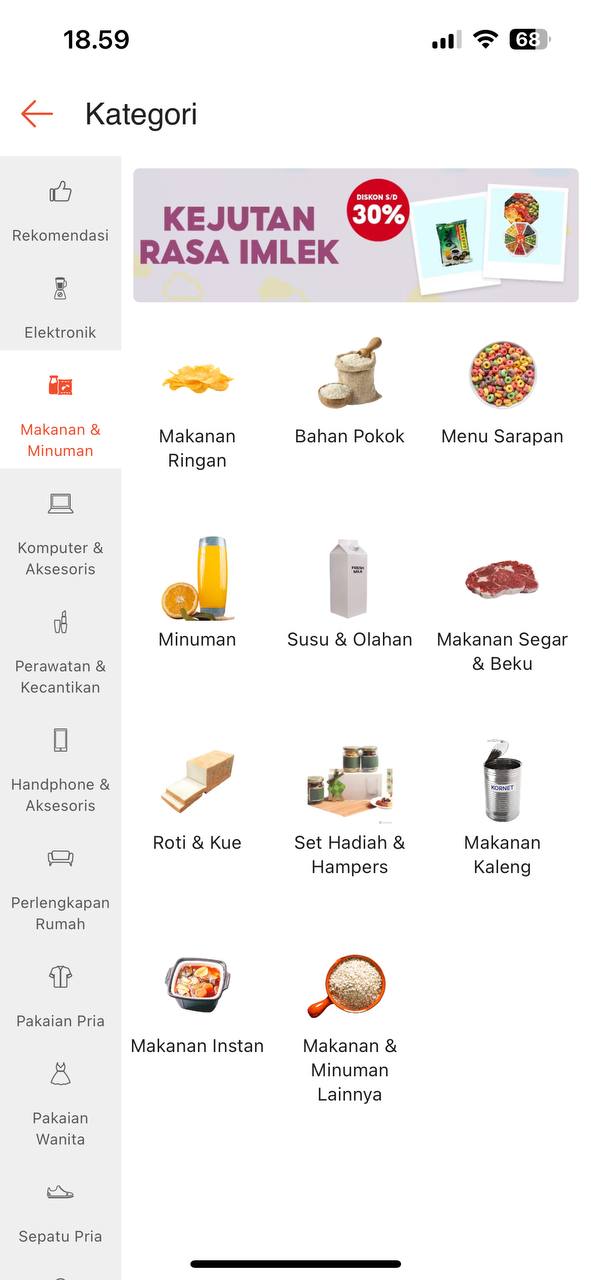 18.59
68
Kategori
Rekomendasi
Elektronik
Makanan &
Minuman
Komputer &
Aksesoris
Perawatan &
Kecantikan
Handphone &
Aksesoris
Perlengkapan
Rumah
Pakaian Pria
Pakaian
Wanita
Sepatu Pria
KEJUTAN
RASA IMLEK
DISKON S/D
30%
Makanan
Ringan
Bahan Pokok
Menu Sarapan
Minuman
FRESH
MILK
Susu & Olahan
Makanan Segar
& Beku
Roti & Kue
Set Hadiah &
Hampers
KORNET
Makanan
Kaleng
Makanan Instan
Makanan &
Minuman
Lainnya